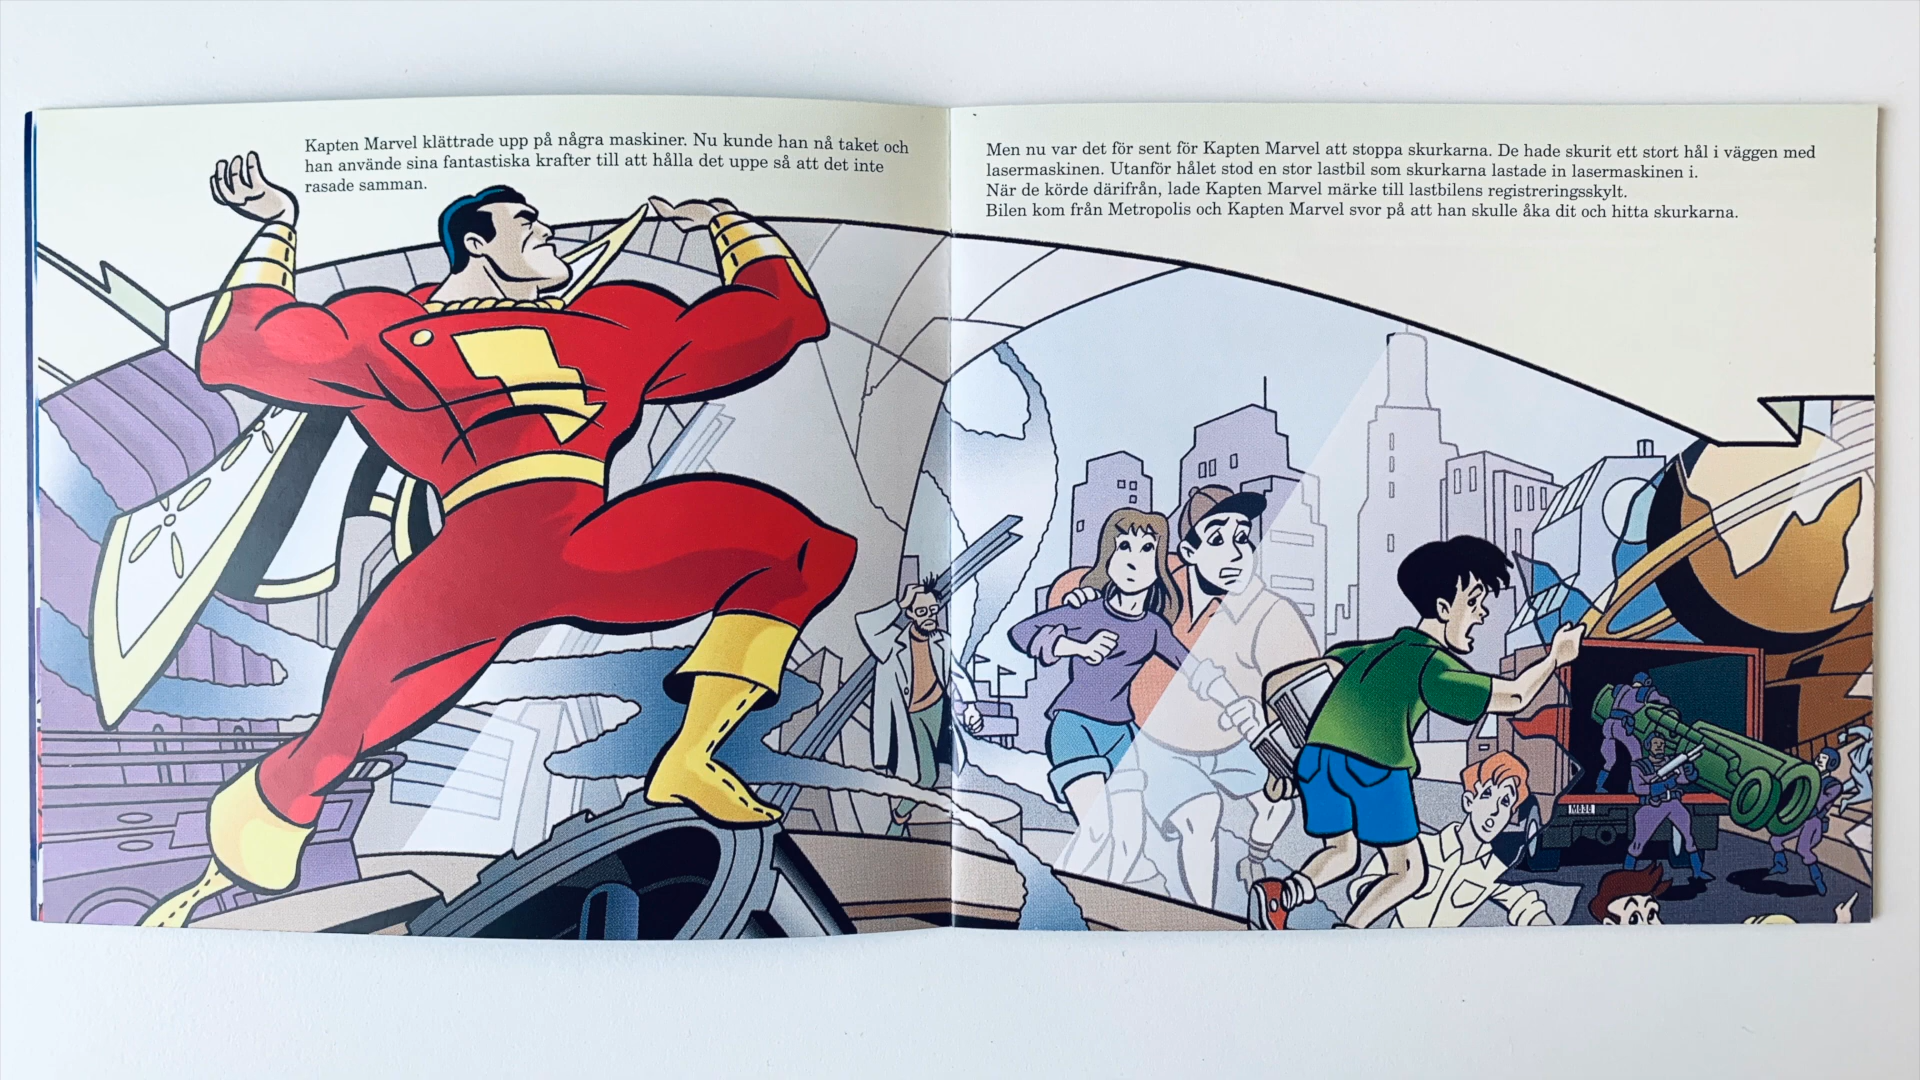 Kapten Marvel klättrade upp på några maskiner. Nu kunde han nå taket och
han använde sina fantastiska krafter till att hålla det uppe så att det inte
rasade samman.
Men nu var det för sent för Kapten Marvel att stoppa skurkarna. De hade skurit ett stort hål i väggen med
lasermaskinen. Utanför hålet stod en stor lastbil som skurkarna lastade in lasermaskinen i.
När de körde därifrån, lade Kapten Marvel märke till lastbilens registreringsskylt.
Bilen kom från Metropolis och Kapten Marvel svor på att han skulle åka dit och hitta skurkarna.